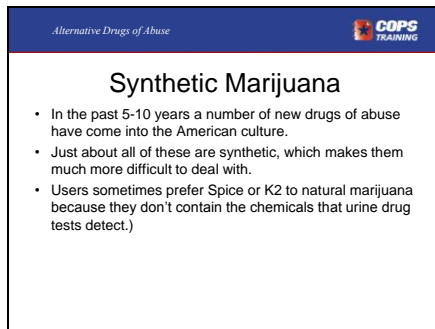 Alternative Drugs of Abuse
COPS
TRAINING
Synthetic Marijuana
• In the past 5-10 years a number of new drugs of abuse
have come into the American culture.
• Just about all of these are synthetic, which makes them
much more difficult to deal with.
• Users sometimes prefer Spice or K2 to natural marijuana
because they don't contain the chemicals that urine drug
tests detect.)